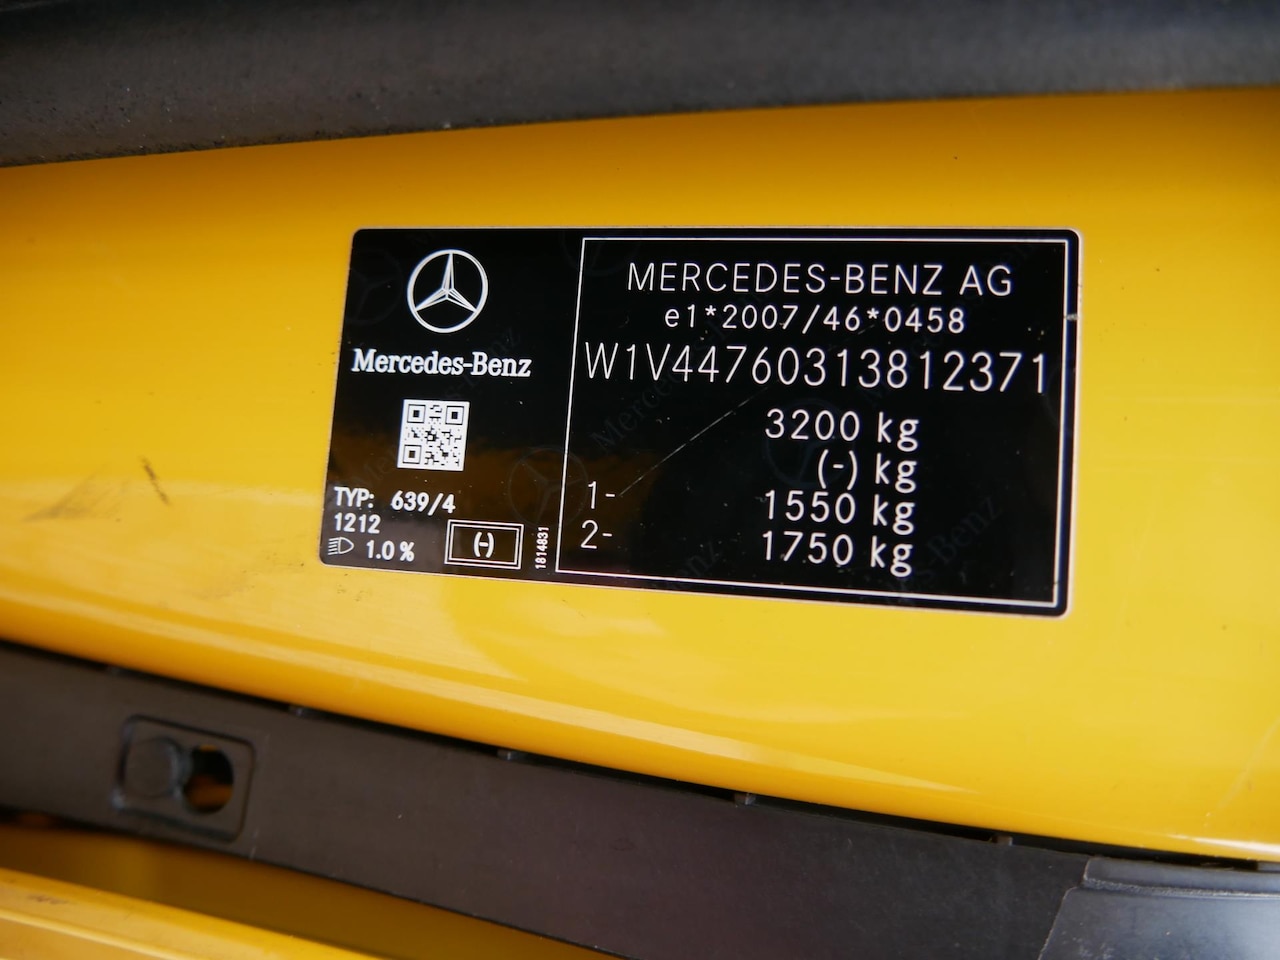 Mercedes-Benz
TYP: 639/4
1212
1.0 %
(-)
1814831
MERCEDES-BENZ AG
e1*2007/46*0458
W1V44760313812371
3200 kg
(-) kg
1- 1550 kg
2- 1750 kg